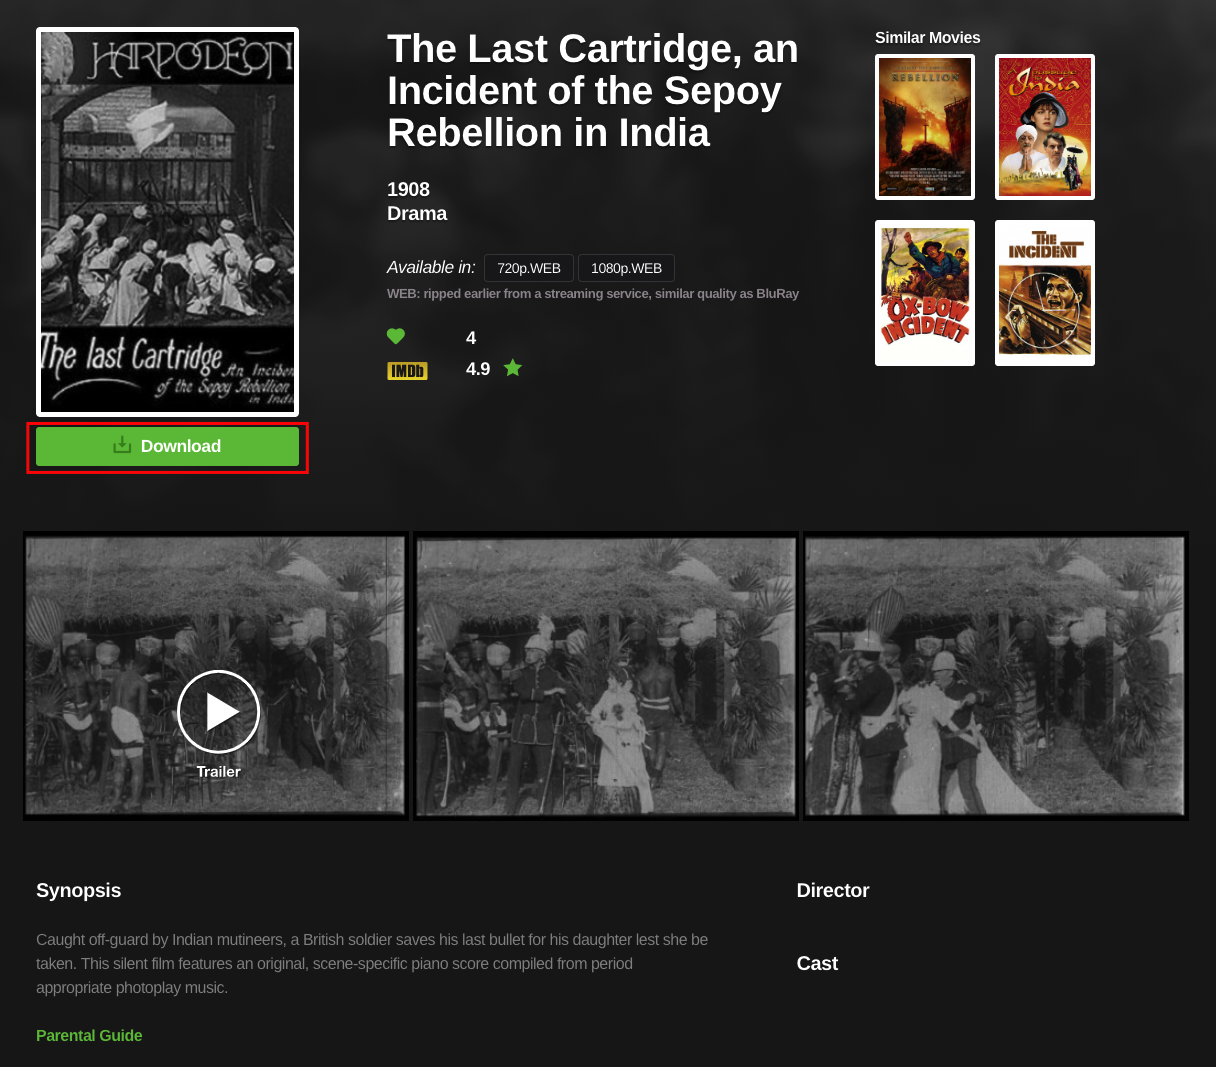 HARPODEON
The last Cartridge
An Inciden
of the Sepoy Rebellion
in Indi
Download
The Last Cartridge, an
Incident of the Sepoy
Rebellion in India
1908
Drama
Available in: 720p.WEB 1080p.WEB
WEB: ripped earlier from a streaming service, similar quality as BluRay
4
IMDb 4.9
Similar Movies
REBELLION
India
The
OX-BOW
INCIDENT
THE
INCIDENT
Trailer
Synopsis
Caught off-guard by Indian mutineers, a British soldier saves his last bullet for his daughter lest she be
taken. This silent film features an original, scene-specific piano score compiled from period
appropriate photoplay music.
Parental Guide
Director
Cast